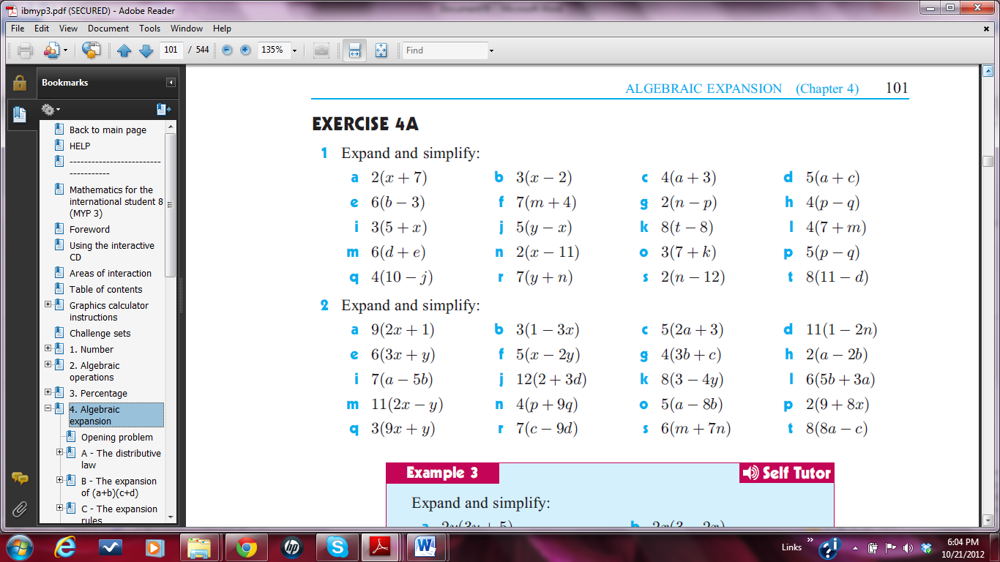 ibmyp3.pdf (SECURED) - Adobe Reader
File Edit View Document Tools Window Help
101 / 544 135% Find
Bookmarks
Back to main page
HELP
--------------------------
-----------
Mathematics for the
international student 8
(MYP 3)
Foreword
Using the interactive
CD
Areas of interaction
Table of contents
Graphics calculator
instructions
Challenge sets
1. Number
2. Algebraic
operations
3. Percentage
4. Algebraic
expansion
Opening problem
A - The distributive
law
B - The expansion
of (a+b)(c+d)
C - The expansion
rules
ALGEBRAIC EXPANSION (Chapter 4) 101
EXERCISE 4A
1 Expand and simplify:
a 2(x + 7) b 3(x − 2) c 4(a + 3) d 5(a + c)
e 6(b − 3) f 7(m + 4) g 2(n − p) h 4(p − q)
i 3(5 + x) j 5(y − x) k 8(t − 8) l 4(7 + m)
m 6(d + e) n 2(x − 11) o 3(7 + k) p 5(p − q)
q 4(10 − j) r 7(y + n) s 2(n − 12) t 8(11 − d)
2 Expand and simplify:
a 9(2x + 1) b 3(1 − 3x) c 5(2a + 3) d 11(1 − 2n)
e 6(3x + y) f 5(x − 2y) g 4(3b + c) h 2(a − 2b)
i 7(a − 5b) j 12(2 + 3d) k 8(3 − 4y) l 6(5b + 3a)
m 11(2x − y) n 4(p + 9q) o 5(a − 8b) p 2(9 + 8x)
q 3(9x + y) r 7(c − 9d) s 6(m + 7n) t 8(8a − c)
Example 3 Self Tutor
Expand and simplify:
a 2y(3y + 5) b 2x(3 − 2x)
hp Links 6:04 PM
10/21/2012